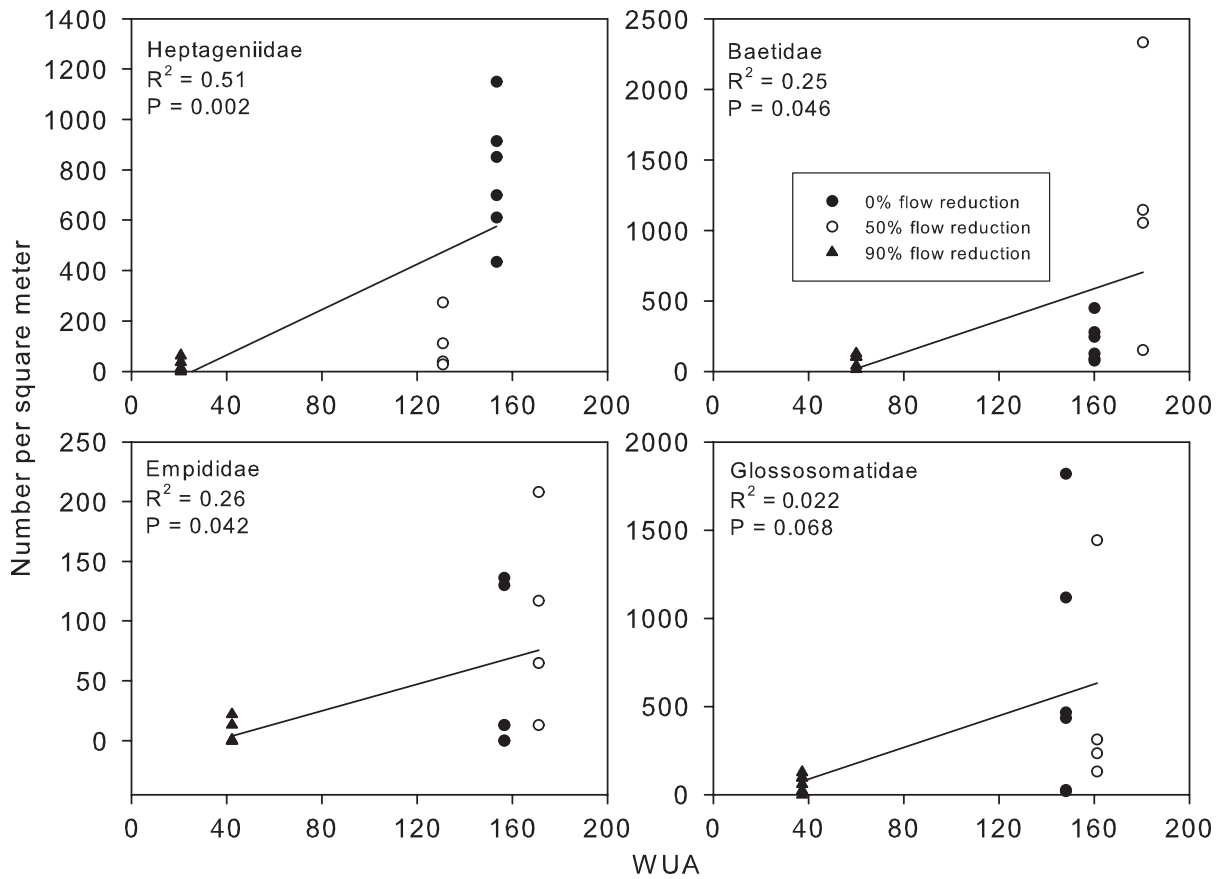 Number per square meter
1400
1200
1000
800
600
400
200
0
Heptageniidae
R² = 0.51
P = 0.002
0 40 80 120 160 200
2500
2000
1500
1000
500
0
Baetidae
R² = 0.25
P = 0.046
0% flow reduction
50% flow reduction
90% flow reduction
0 40 80 120 160 200
250
200
150
100
50
0
Empididae
R² = 0.26
P = 0.042
0 40 80 120 160 200
2000
1500
1000
500
0
Glossosomatidae
R² = 0.022
P = 0.068
0 40 80 120 160 200
WUA